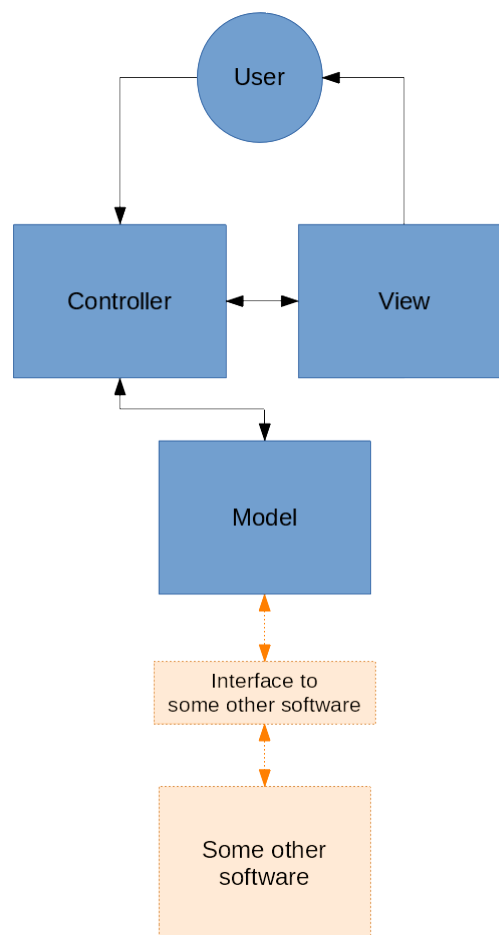 User
Controller
View
Model
Interface to
some other software
Some other
software